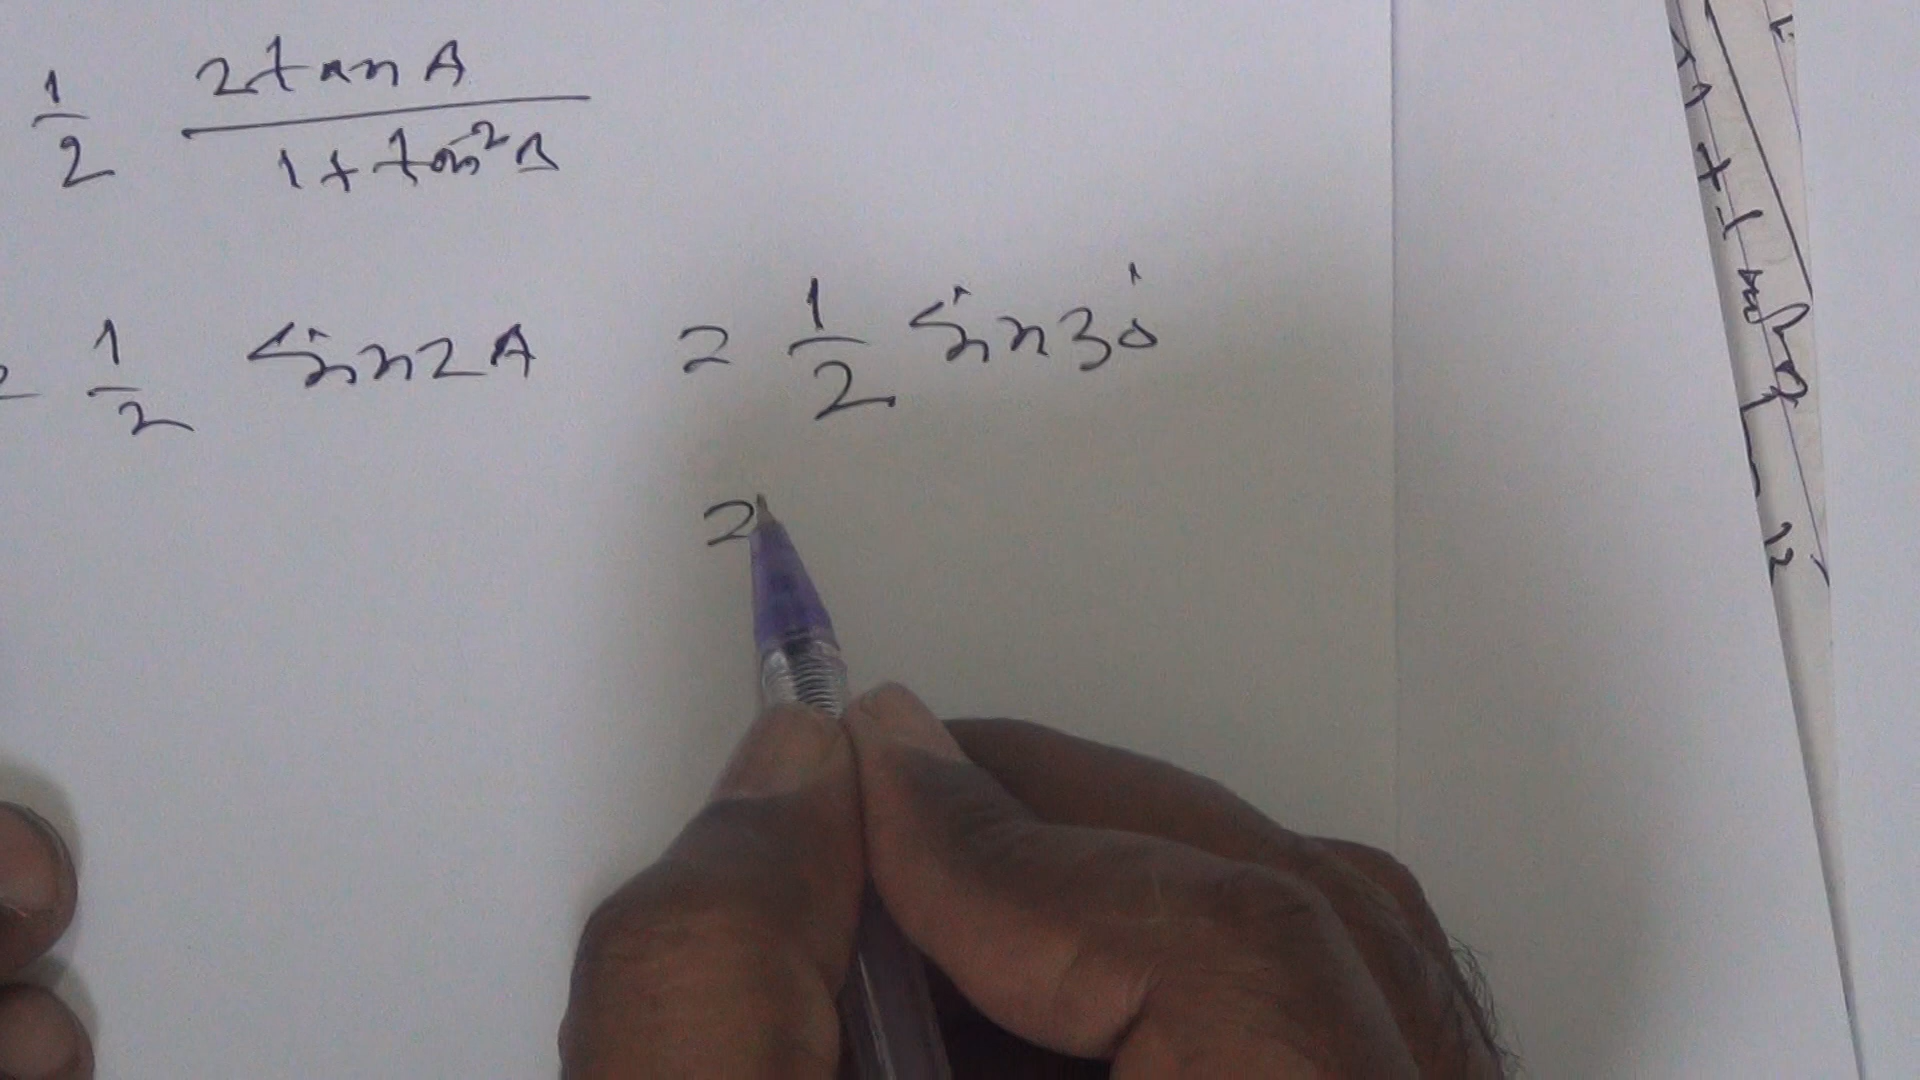 1/2 2tanA/1+tan²A
= 1/2 sin2A = 1/2 sin30°
=